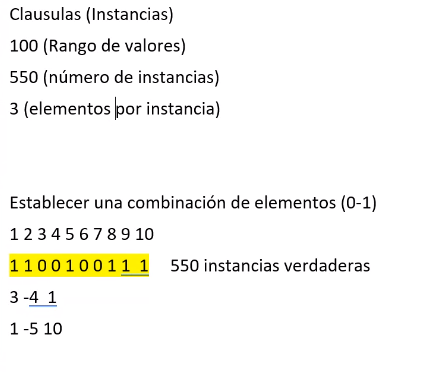 Clausulas (Instancias)
100 (Rango de valores)
550 (número de instancias)
3 (elementos por instancia)
Establecer una combinación de elementos (0-1)
1 2 3 4 5 6 7 8 9 10
1 1 0 0 1 0 0 1 1 1 550 instancias verdaderas
3 -4 1
1 -5 10